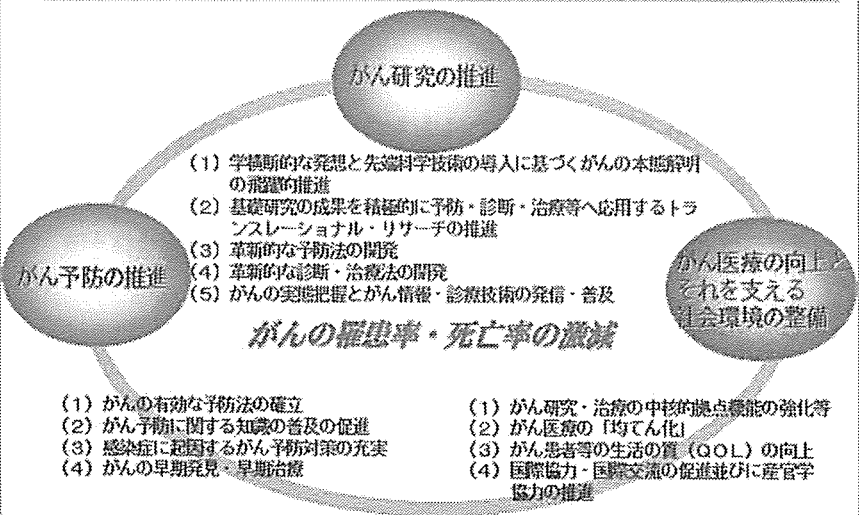 がん研究の推進
(1) 学横断的な発想と先端科学技術の導入に基づくがんの本態解明
の飛躍的推進
(2) 基礎研究の成果を積極的に予防・診断・治療等へ応用するトラ
ンスレーショナル・リサーチの推進
(3) 革新的な予防法の開発
(4) 革新的な診断・治療法の開発
(5) がんの実態把握とがん情報・診療技術の発信・普及
がん予防の推進
がん医療の向上と
それを支える
社会環境の整備
がんの罹患率・死亡率の激減
(1) がんの有効な予防法の確立
(2) がん予防に関する知識の普及の促進
(3) 感染症に起因するがん予防対策の充実
(4) がんの早期発見・早期治療
(1) がん研究・治療の中核的拠点機能の強化等
(2) がん医療の「均てん化」
(3) がん患者等の生活の質(QOL)の向上
(4) 国際協力・国際交流の促進並びに産官学
協力の推進